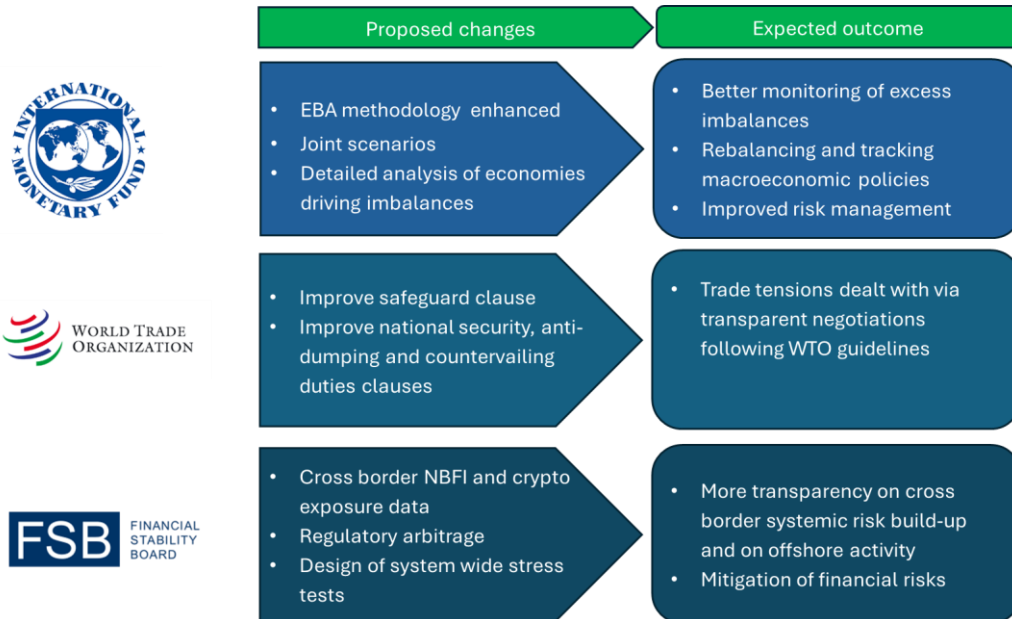 Proposed changes
Expected outcome
INTERNATIONAL MONETARY FUND
• EBA methodology enhanced
• Joint scenarios
• Detailed analysis of economies
driving imbalances
• Better monitoring of excess
imbalances
• Rebalancing and tracking
macroeconomic policies
• Improved risk management
WORLD TRADE
ORGANIZATION
• Improve safeguard clause
• Improve national security, anti-
dumping and countervailing
duties clauses
• Trade tensions dealt with via
transparent negotiations
following WTO guidelines
FSB
FINANCIAL
STABILITY
BOARD
• Cross border NBFI and crypto
exposure data
• Regulatory arbitrage
• Design of system wide stress
tests
• More transparency on cross
border systemic risk build-up
and on offshore activity
• Mitigation of financial risks